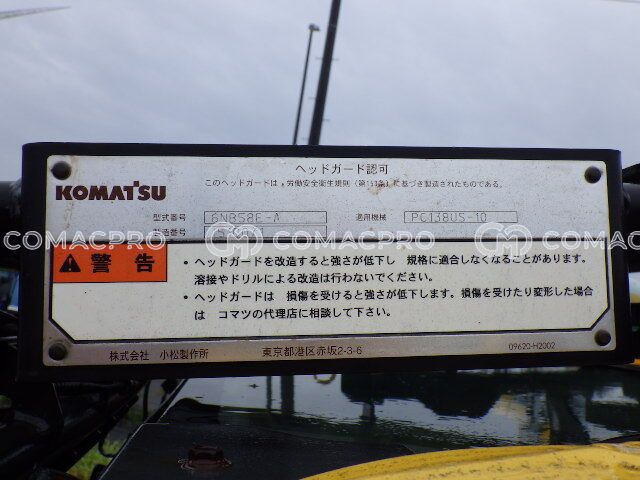 ヘッドガード認可
KOMATSU
このヘッドガードは、労働安全衛生規則(第153条)に基づき製造されたものである。
型式番号 6NB58E-A 適用機械 PC138US-10
製造番号
COMACPRO COMACPRO COMACPRO COMACPRO
警告
・ヘッドガードを改造すると強さが低下し 規格に適合しなくなることがあります。
溶接やドリルによる改造は行わないでください。
・ヘッドガードは 損傷を受けると強さが低下します。損傷を受けたり変形した場合
は コマツの代理店に相談して下さい。
株式会社 小松製作所 東京都港区赤坂2-3-6 09620-H2002